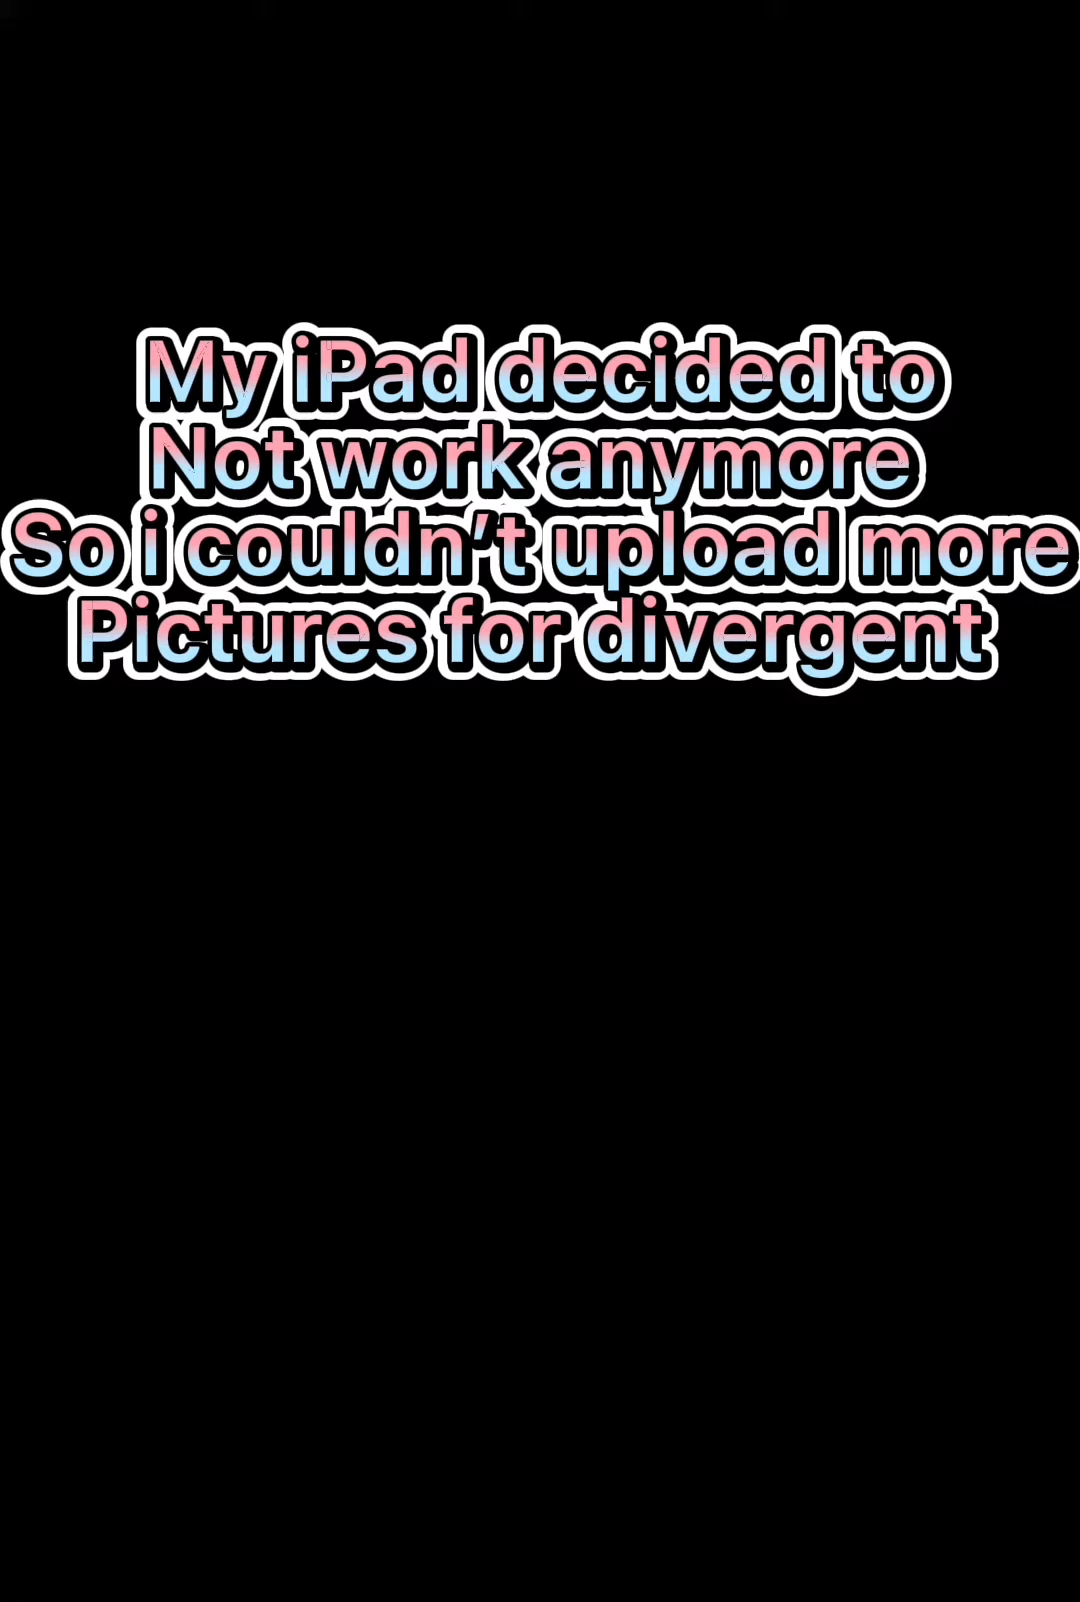 My iPad decided to
Not work anymore
So i couldn’t upload more
Pictures for divergent